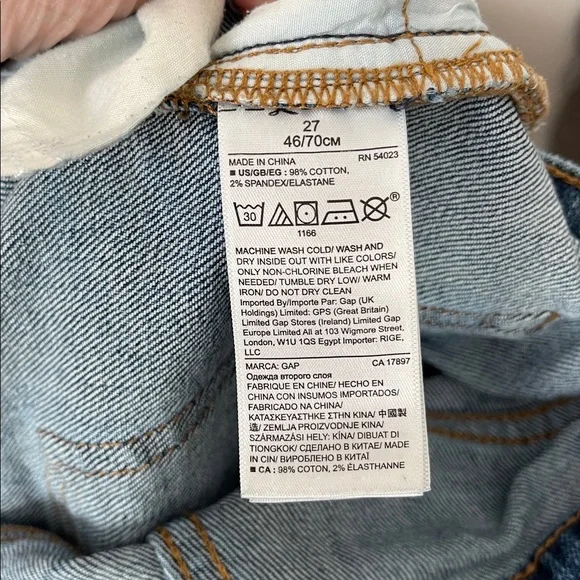 27
46/70CM
MADE IN CHINA RN 54023
■ US/GB/EG : 98% COTTON,
2% SPANDEX/ELASTANE
30
®
1166
MACHINE WASH COLD/ WASH AND
DRY INSIDE OUT WITH LIKE COLORS/
ONLY NON-CHLORINE BLEACH WHEN
NEEDED/ TUMBLE DRY LOW/ WARM
IRON/ DO NOT DRY CLEAN
Imported By/Importe Par: Gap (UK
Holdings) Limited: GPS (Great Britain)
Limited Gap Stores (Ireland) Limited Gap
Europe Limited All at 103 Wigmore Street,
London, W1U 1QS Egypt Importer: RIGE,
LLC
MARCA: GAP CA 17897
Одежда второго слоя
FABRIQUE EN CHINE/ HECHO EN
CHINA CON INSUMOS IMPORTADOS/
FABRICADO NA CHINA/
ΚΑΤΑΣΚΕΥΑΣΤΗΚΕ ΣΤΗΝ ΚΙΝΑ/ 中國製
造/ ZEMLJA PROIZVODNJE KINA/
SZÁRMAZÁSI HELY: KÍNA/ DIBUAT DI
TIONGKOK/ СДЕЛАНО В КИТАЕ/ MADE
IN CIN/ ВИРОБЛЕНО В КИТАЇ
■ CA : 98% COTON, 2% ÉLASTHANNE